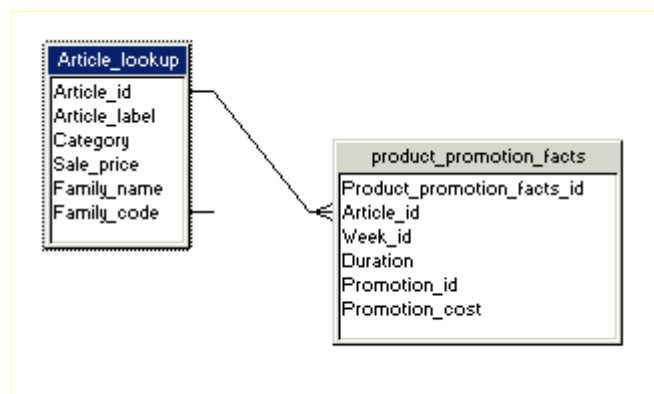 Article_lookup
Article_id
Article_label
Category
Sale_price
Family_name
Family_code
product_promotion_facts
Product_promotion_facts_id
Article_id
Week_id
Duration
Promotion_id
Promotion_cost